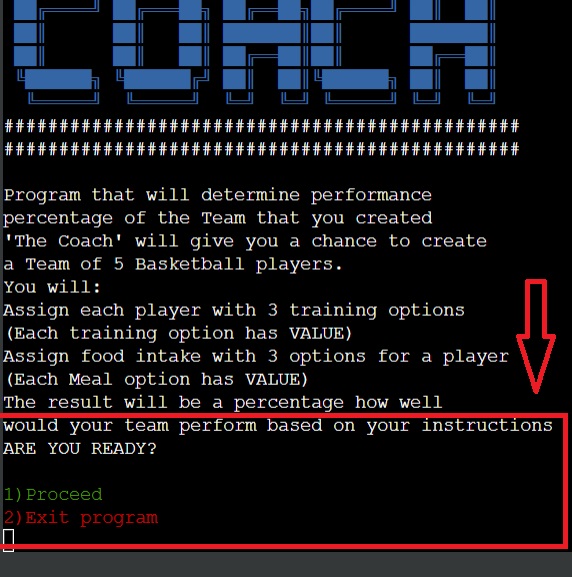 COACH
###############################################
###############################################
Program that will determine performance
percentage of the Team that you created
'The Coach' will give you a chance to create
a Team of 5 Basketball players.
You will:
Assign each player with 3 training options
(Each training option has VALUE)
Assign food intake with 3 options for a player
(Each Meal option has VALUE)
The result will be a percentage how well
would your team perform based on your instructions
ARE YOU READY?
1)Proceed
2)Exit program